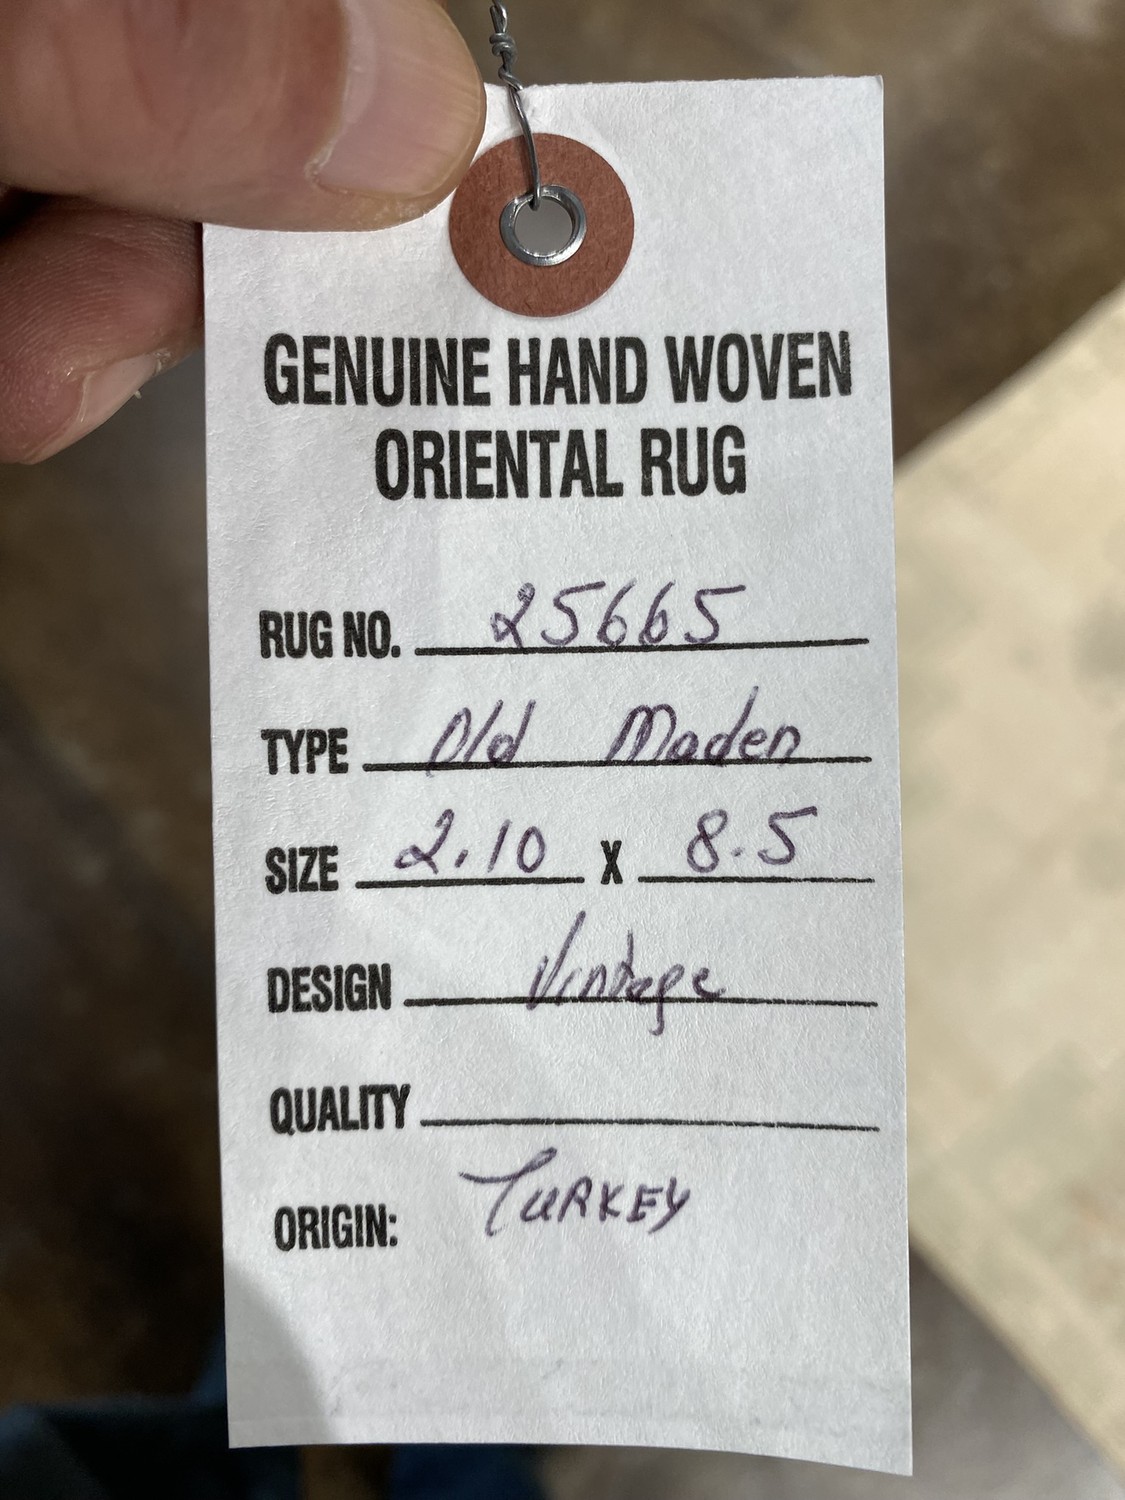 GENUINE HAND WOVEN
ORIENTAL RUG
RUG NO. 25665
TYPE Old Maden
SIZE 2.10 X 8.5
DESIGN Vintage
QUALITY
ORIGIN: TURKEY